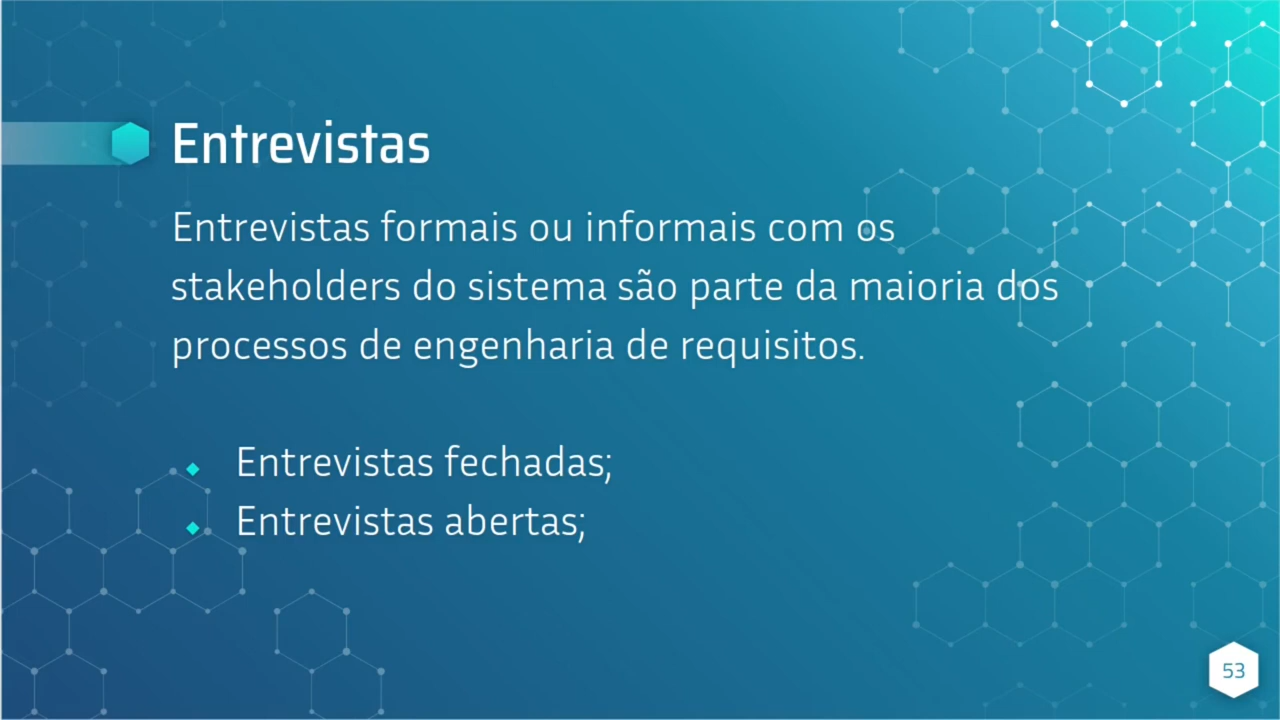 Entrevistas
Entrevistas formais ou informais com os
stakeholders do sistema são parte da maioria dos
processos de engenharia de requisitos.
Entrevistas fechadas;
Entrevistas abertas;
53